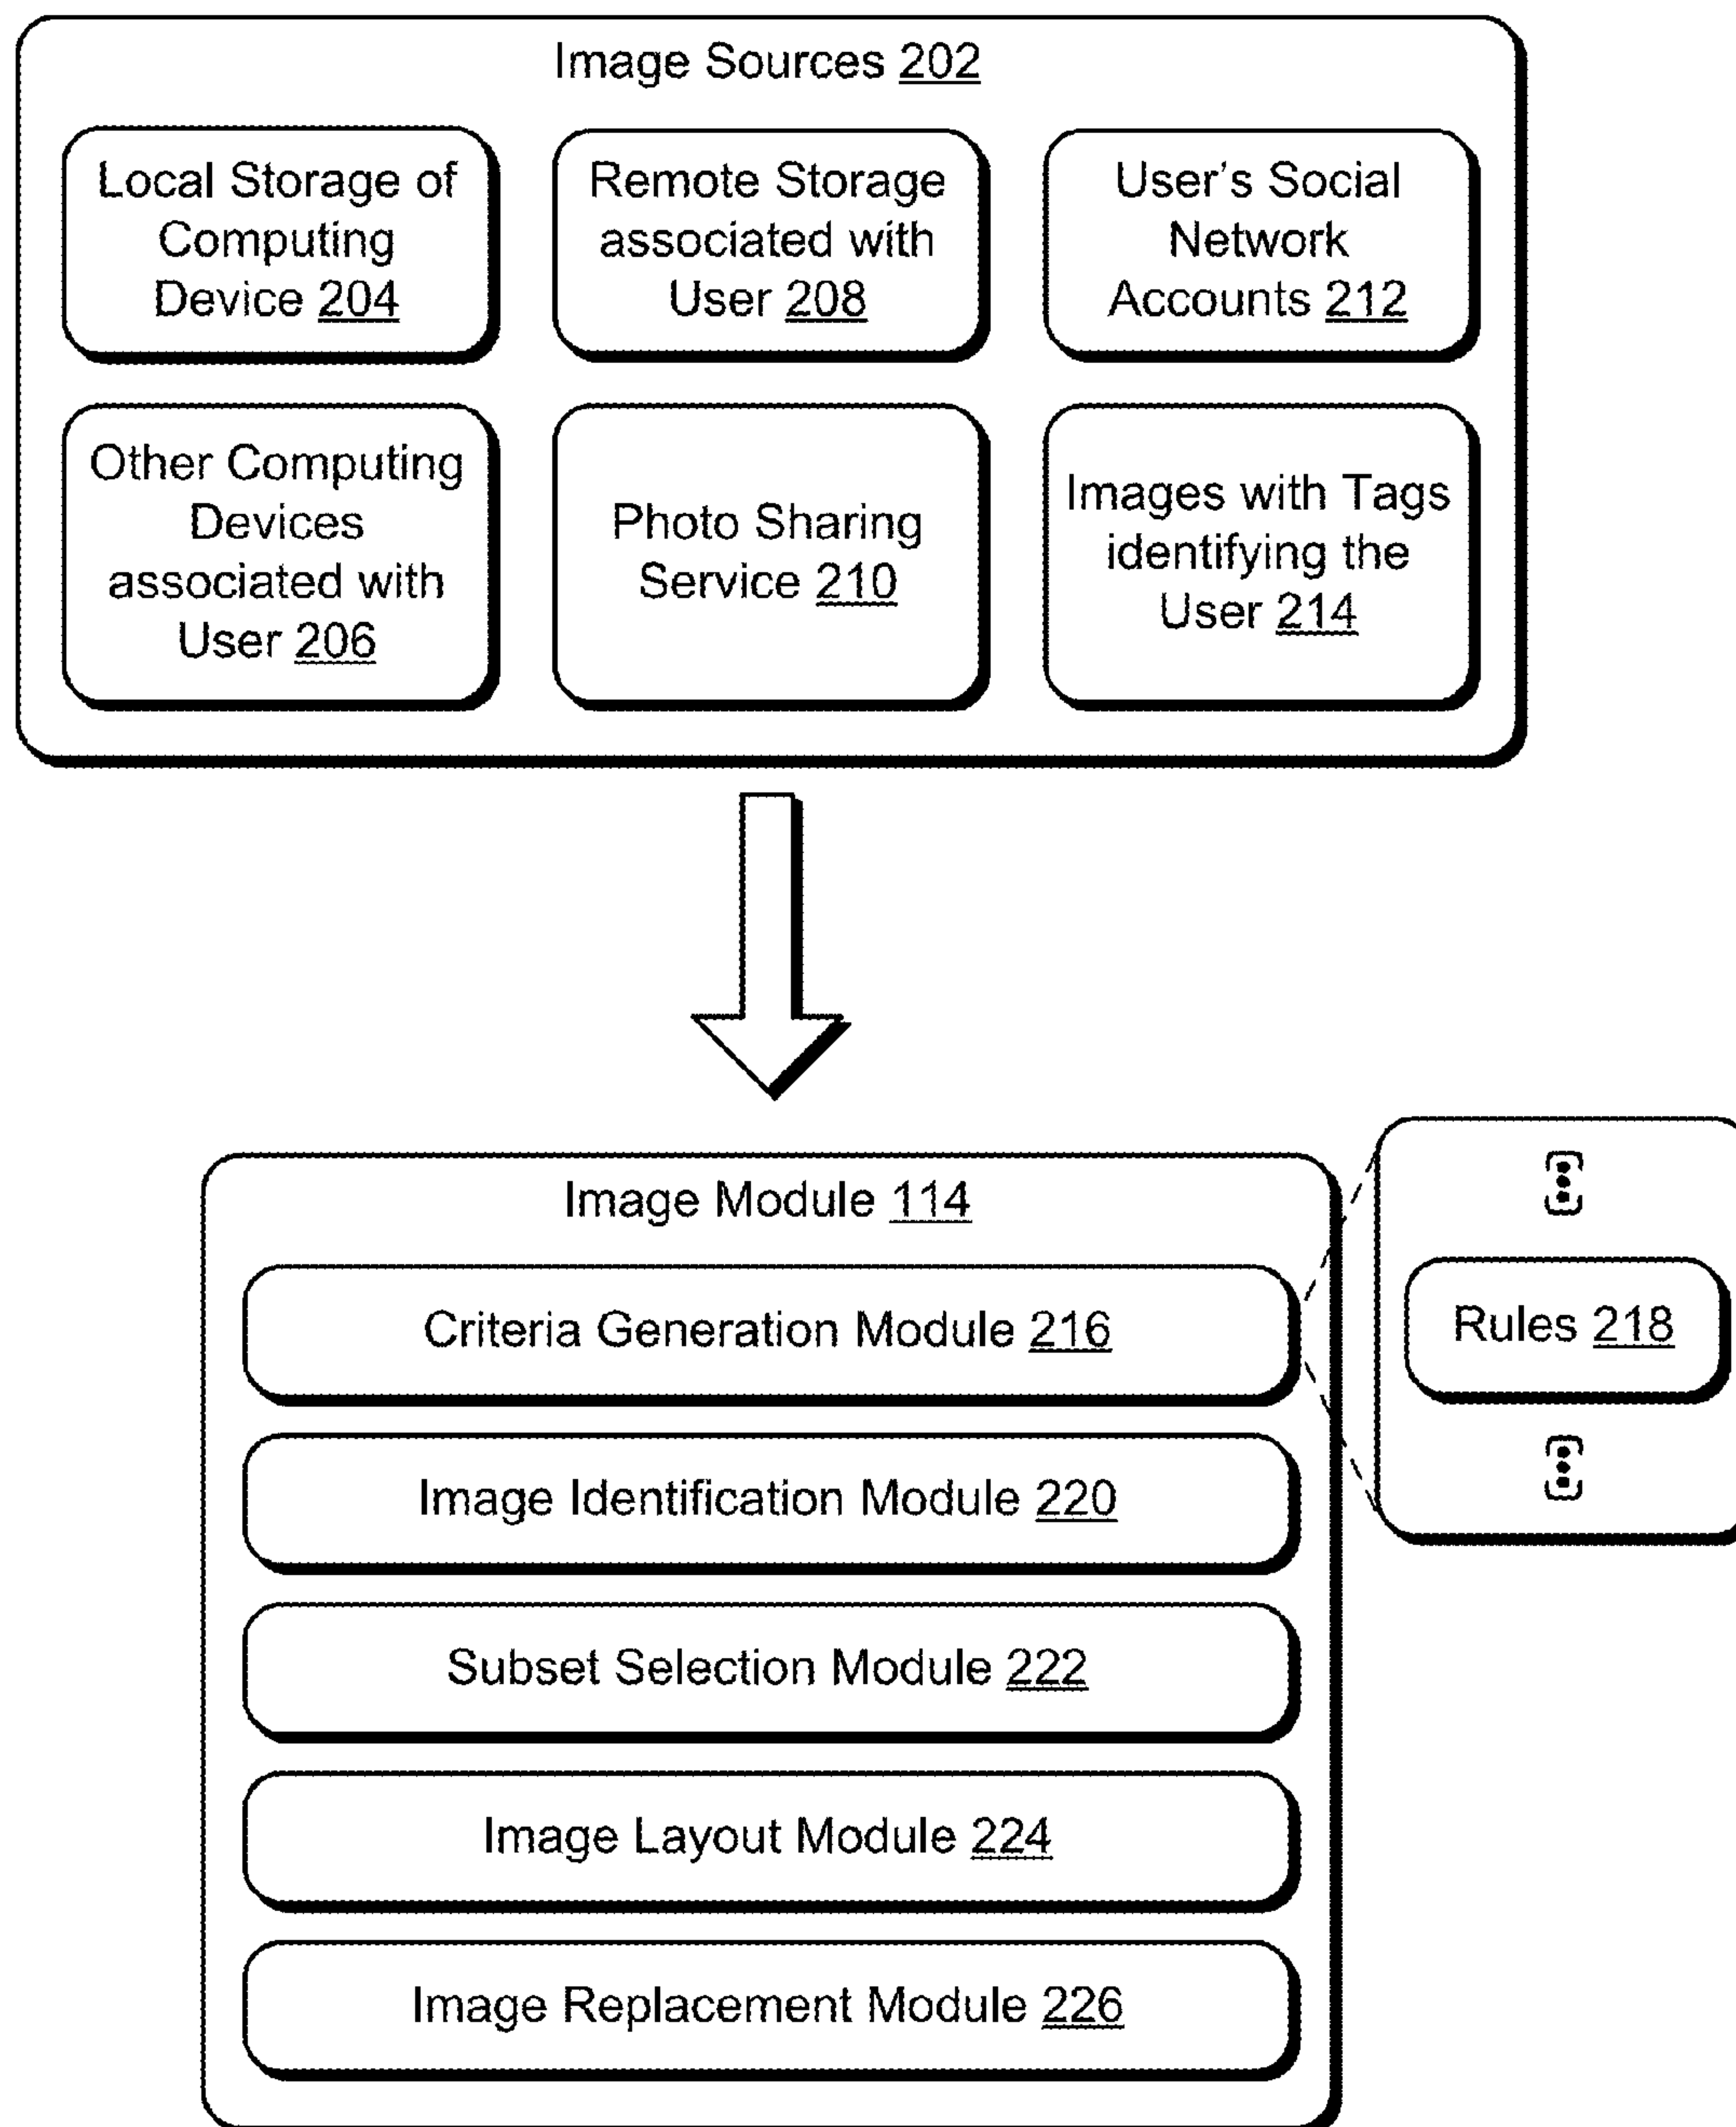 Image Sources 202
Local Storage of
Computing
Device 204
Remote Storage
associated with
User 208
User's Social
Network
Accounts 212
Other Computing
Devices
associated with
User 206
Photo Sharing
Service 210
Images with Tags
identifying the
User 214
Image Module 114
Criteria Generation Module 216
Rules 218
Image Identification Module 220
Subset Selection Module 222
Image Layout Module 224
Image Replacement Module 226